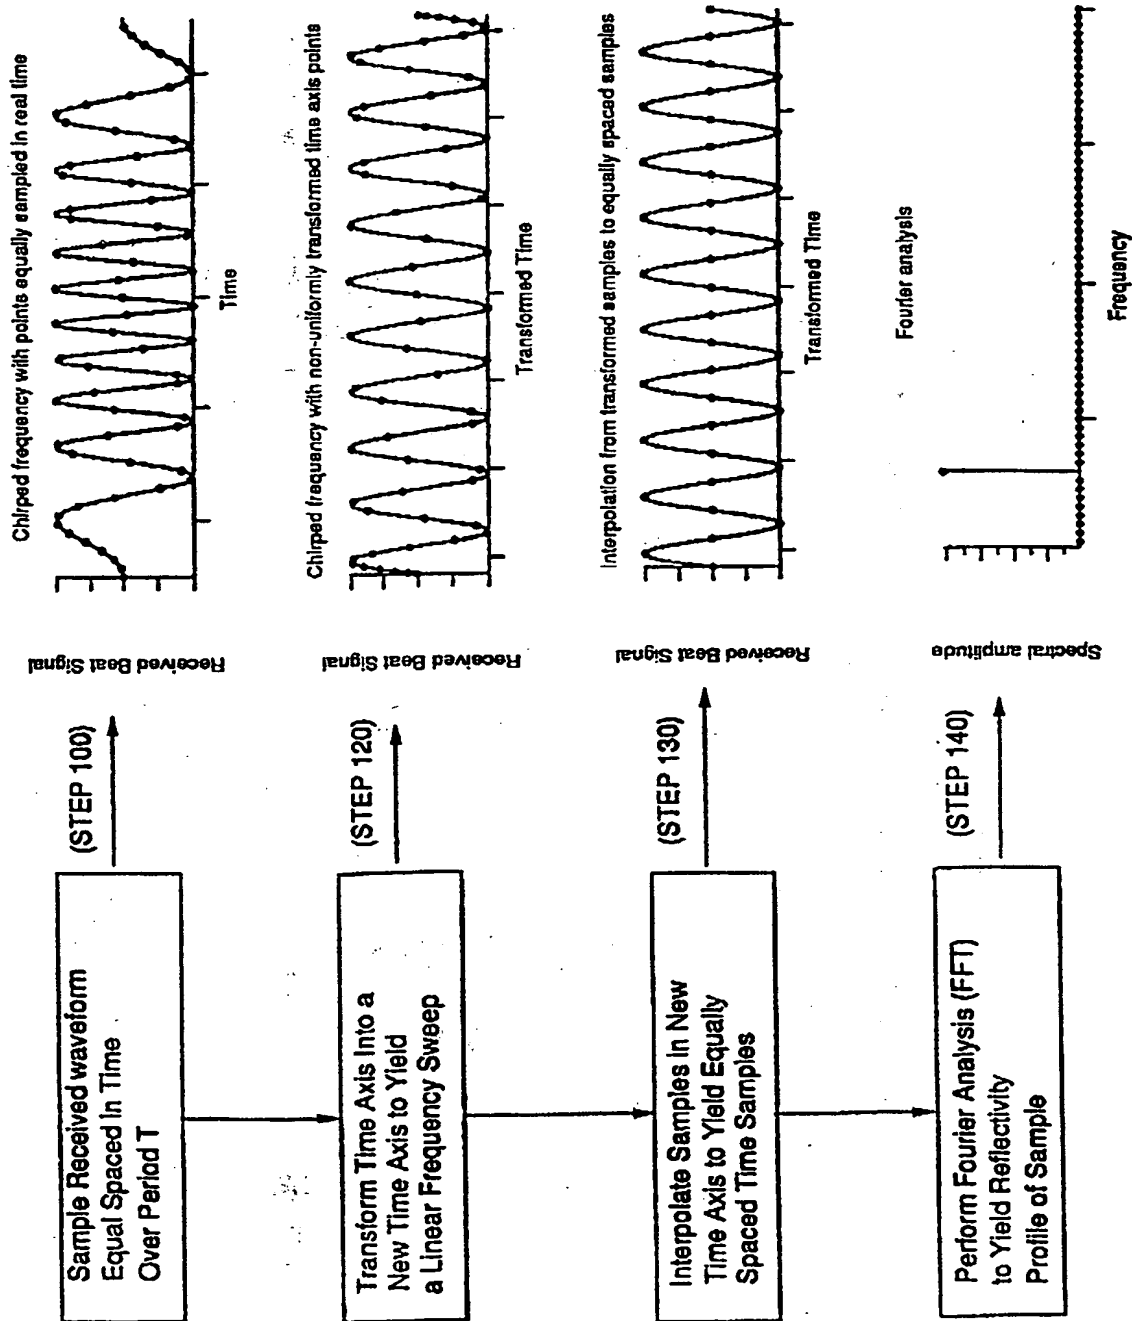 Sample Received waveform
Equal Spaced In Time
Over Period T
(STEP 100)
Received Beat Signal
Chirped frequency with points equally sampled in real time
Time
Transform Time Axis Into a
New Time Axis to Yield
a Linear Frequency Sweep
(STEP 120)
Received Beat Signal
Chirped frequency with non-uniformly transformed time axis points
Transformed Time
Interpolate Samples In New
Time Axis to Yield Equally
Spaced Time Samples
(STEP 130)
Received Beat Signal
Interpolation from transformed samples to equally spaced samples
Transformed Time
Perform Fourier Analysis (FFT)
to Yield Reflectivity
Profile of Sample
(STEP 140)
Spectral amplitude
Fourier analysis
Frequency